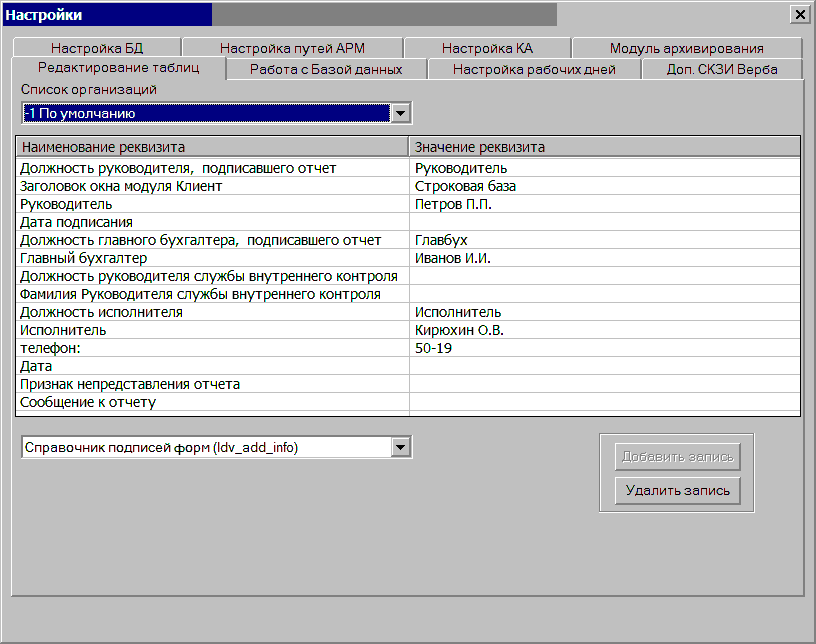 Настройки
Настройка БД Настройка путей АРМ Настройка КА Модуль архивирования
Редактирование таблиц Работа с Базой данных Настройка рабочих дней Доп. СКЗИ Верба
Список организаций
-1 По умолчанию
Наименование реквизита Значение реквизита
Должность руководителя, подписавшего отчет Руководитель
Заголовок окна модуля Клиент Строковая база
Руководитель Петров П.П.
Дата подписания
Должность главного бухгалтера, подписавшего отчет Главбух
Главный бухгалтер Иванов И.И.
Должность руководителя службы внутреннего контроля
Фамилия Руководителя службы внутреннего контроля
Должность исполнителя Исполнитель
Исполнитель Кирюхин О.В.
телефон: 50-19
Дата
Признак непредставления отчета
Сообщение к отчету
Справочник подписей форм (ldv_add_info)
Добавить запись
Удалить запись